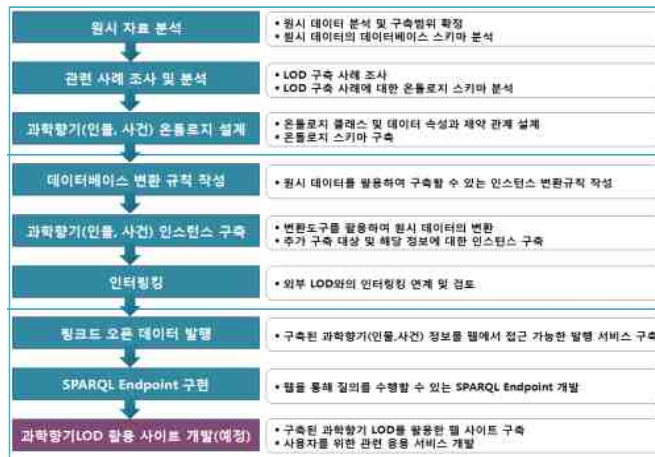 원시 자료 분석
• 원시 데이터 분석 및 구축범위 확정
• 원시 데이터의 데이터베이스 스키마 분석
관련 사례 조사 및 분석
• LOD 구축 사례 조사
• LOD 구축 사례에 대한 온톨로지 스키마 분석
과학향기(인물, 사건) 온톨로지 설계
• 온톨로지 클래스 및 데이터 속성과 제약 관계 설계
• 온톨로지 스키마 구축
데이터베이스 변환 규칙 작성
• 원시 데이터를 활용하여 구축할 수 있는 인스턴스 변환규칙 작성
과학향기(인물, 사건) 인스턴스 구축
• 변환도구를 활용하여 원시 데이터의 변환
• 추가 구축 대상 및 해당 정보에 대한 인스턴스 구축
인터링킹
• 외부 LOD와의 인터링킹 연계 및 검토
링크드 오픈 데이터 발행
• 구축된 과학향기(인물,사건) 정보를 웹에서 접근 가능한 발행 서비스 구축
SPARQL Endpoint 구현
• 웹을 통해 질의를 수행할 수 있는 SPARQL Endpoint 개발
과학향기LOD 활용 사이트 개발(예정)
• 구축된 과학향기 LOD를 활용한 웹 사이트 구축
• 사용자를 위한 관련 응용 서비스 개발